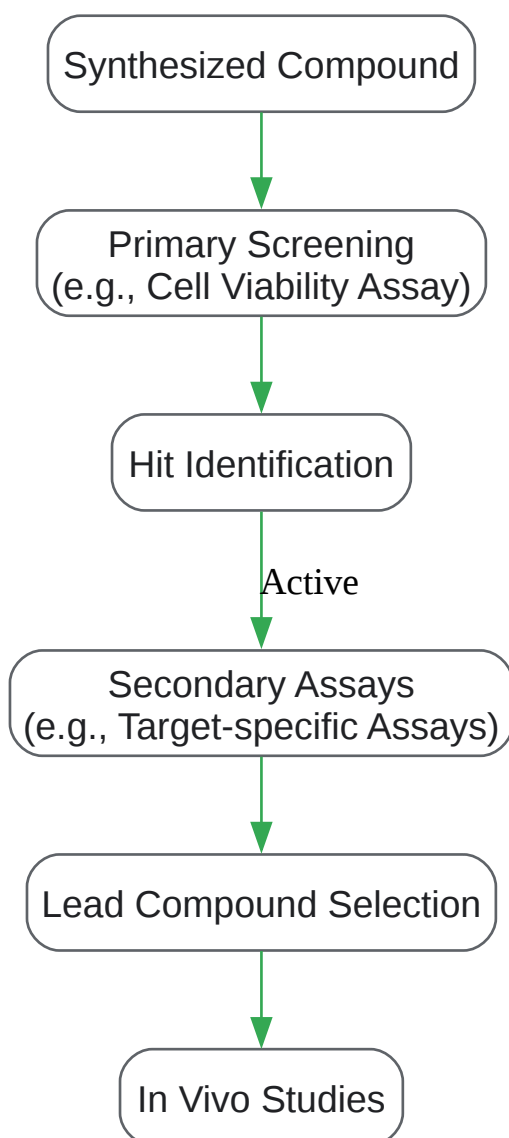 Synthesized Compound
Primary Screening
(e.g., Cell Viability Assay)
Hit Identification
Active
Secondary Assays
(e.g., Target-specific Assays)
Lead Compound Selection
In Vivo Studies